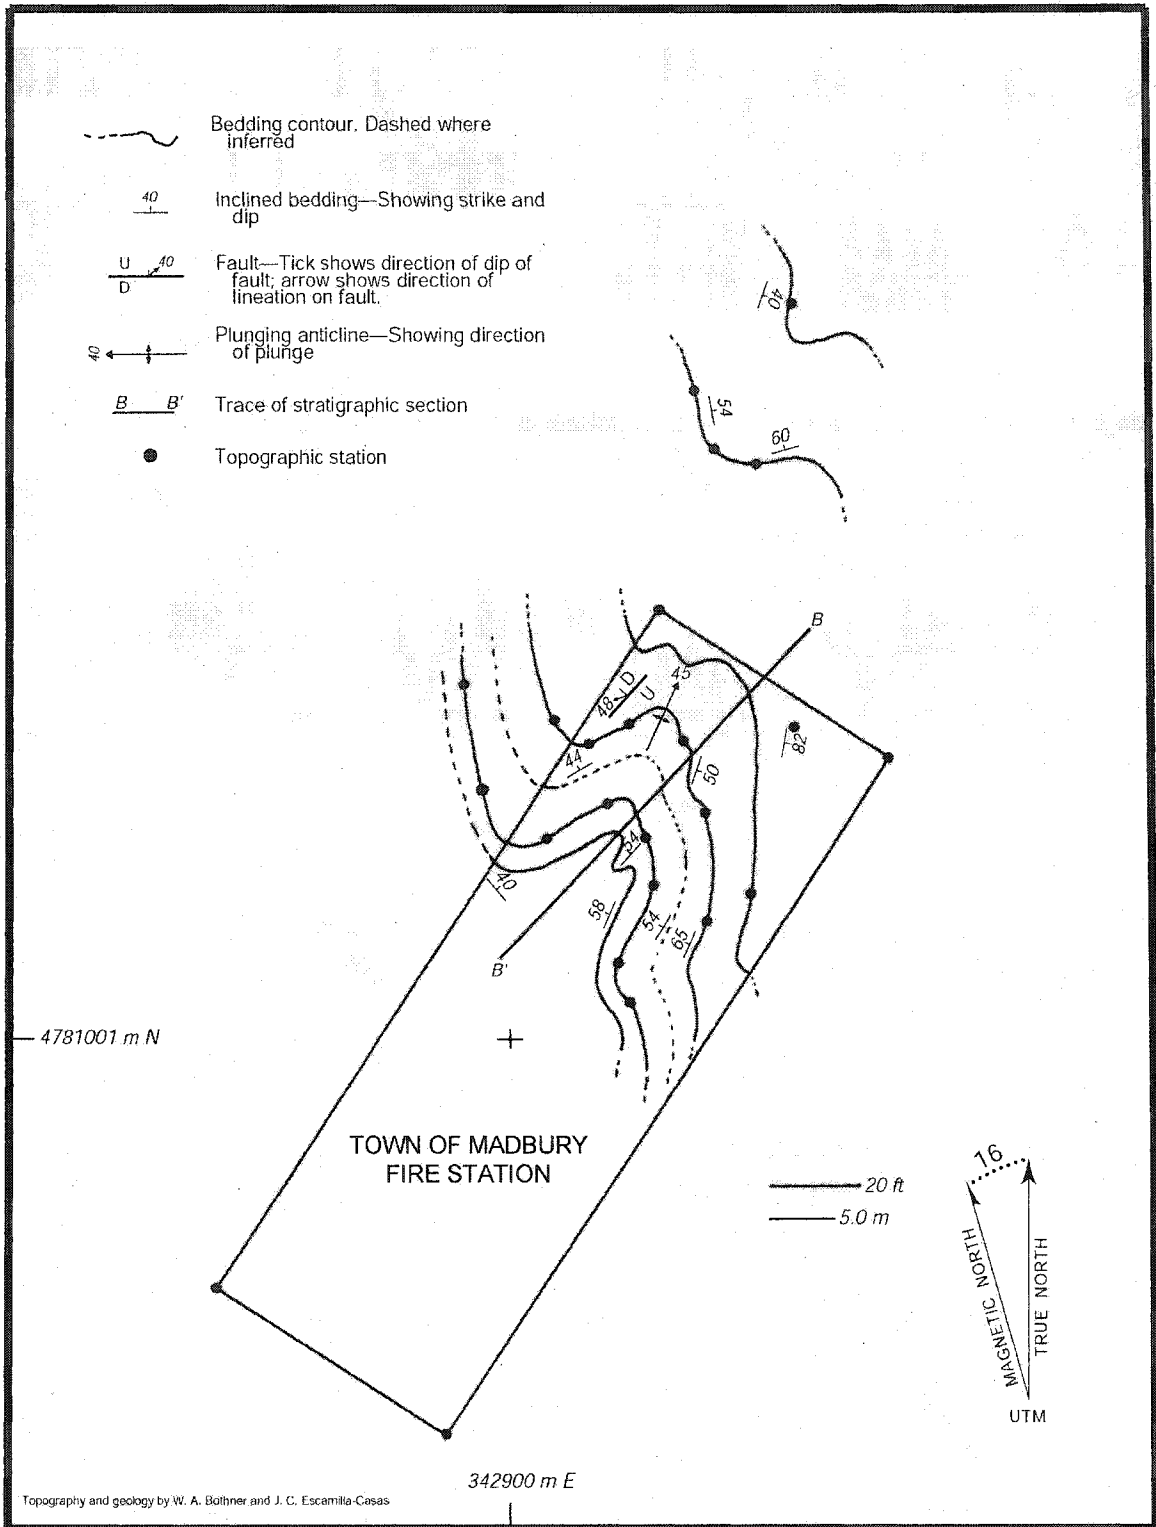 Bedding contour. Dashed where
inferred
40
Inclined bedding—Showing strike and
dip
U 40
D
Fault—Tick shows direction of dip of
fault; arrow shows direction of
lineation on fault.
40
Plunging anticline—Showing direction
of plunge
B B'
Trace of stratigraphic section
Topographic station
40
54
60
B
45
D
U
48
82
44
50
54
40
58
54
65
B'
4781001 m N
TOWN OF MADBURY
FIRE STATION
20 ft
5.0 m
16
MAGNETIC NORTH
TRUE NORTH
UTM
342900 m E
Topography and geology by W. A. Bothner and J. C. Escamilla-Casas